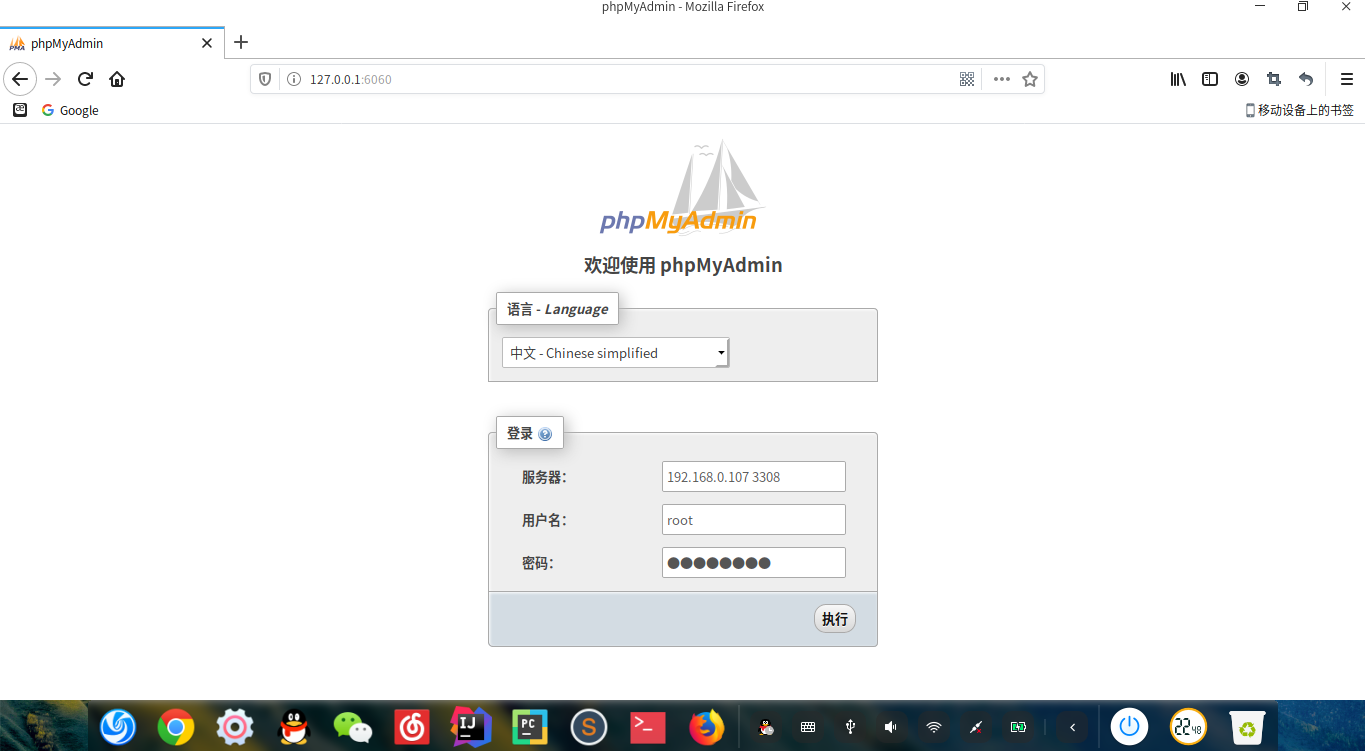 phpMyAdmin - Mozilla Firefox
PMA phpMyAdmin
127.0.0.1:6060
Google
移动设备上的书签
phpMyAdmin
欢迎使用 phpMyAdmin
语言 - Language
中文 - Chinese simplified
登录
服务器：
192.168.0.107 3308
用户名：
root
密码：
执行
IJ
PC
S
22 48